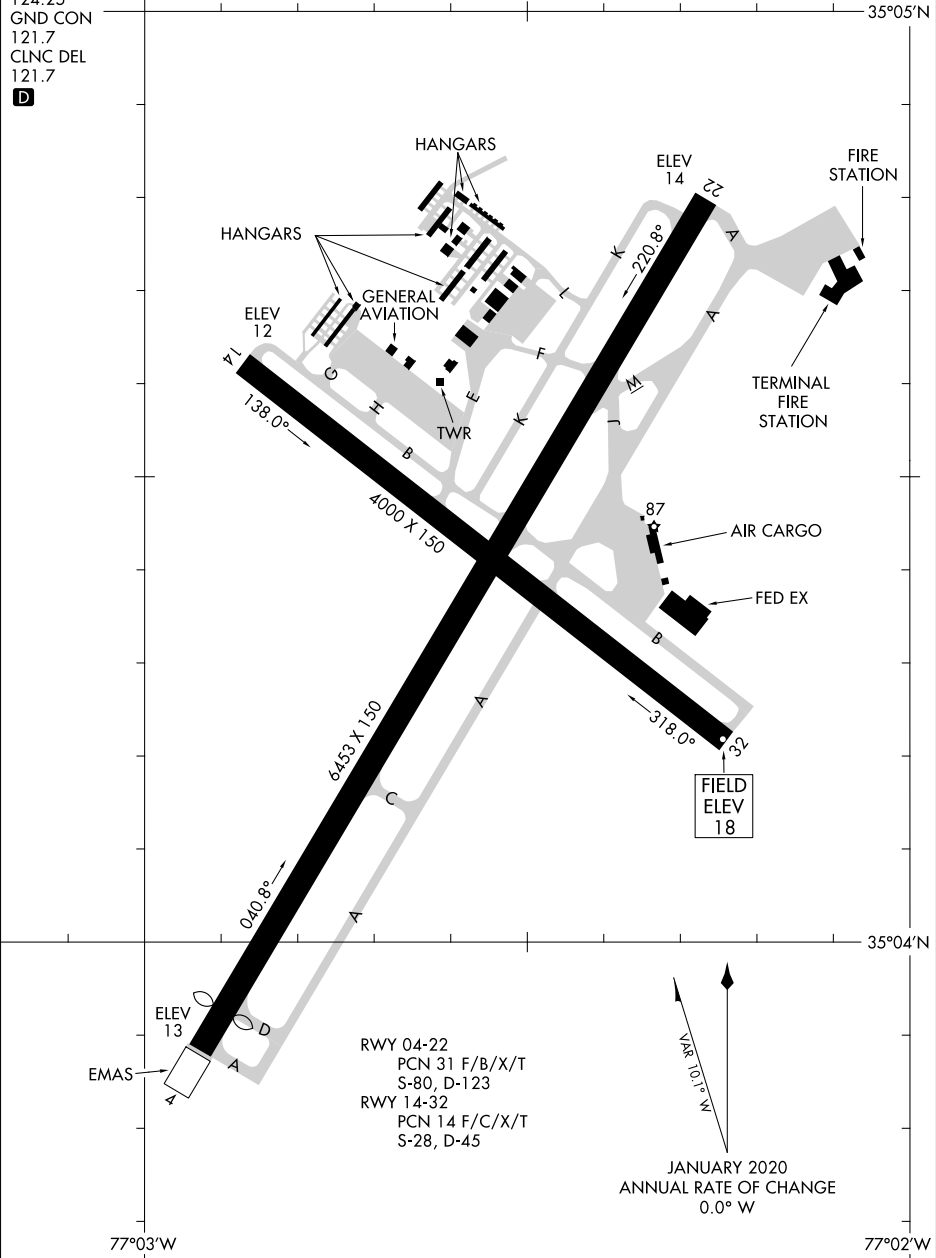 GND CON
121.7
CLNC DEL
121.7
D
35°05'N
HANGARS
ELEV
14
22
FIRE
STATION
A
K
220.8°
HANGARS
L
A
GENERAL
AVIATION
ELEV
12
14
F
G
M
TERMINAL
FIRE
STATION
138.0°
H
E
K
J
TWR
B
4000 X 150
87
AIR CARGO
FED EX
B
A
318.0°
32
6453 X 150
FIELD
ELEV
18
C
040.8°
A
35°04'N
ELEV
13
D
EMAS
A
4
RWY 04-22
PCN 31 F/B/X/T
S-80, D-123
RWY 14-32
PCN 14 F/C/X/T
S-28, D-45
VAR 10.1° W
JANUARY 2020
ANNUAL RATE OF CHANGE
0.0° W
77°03'W
77°02'W